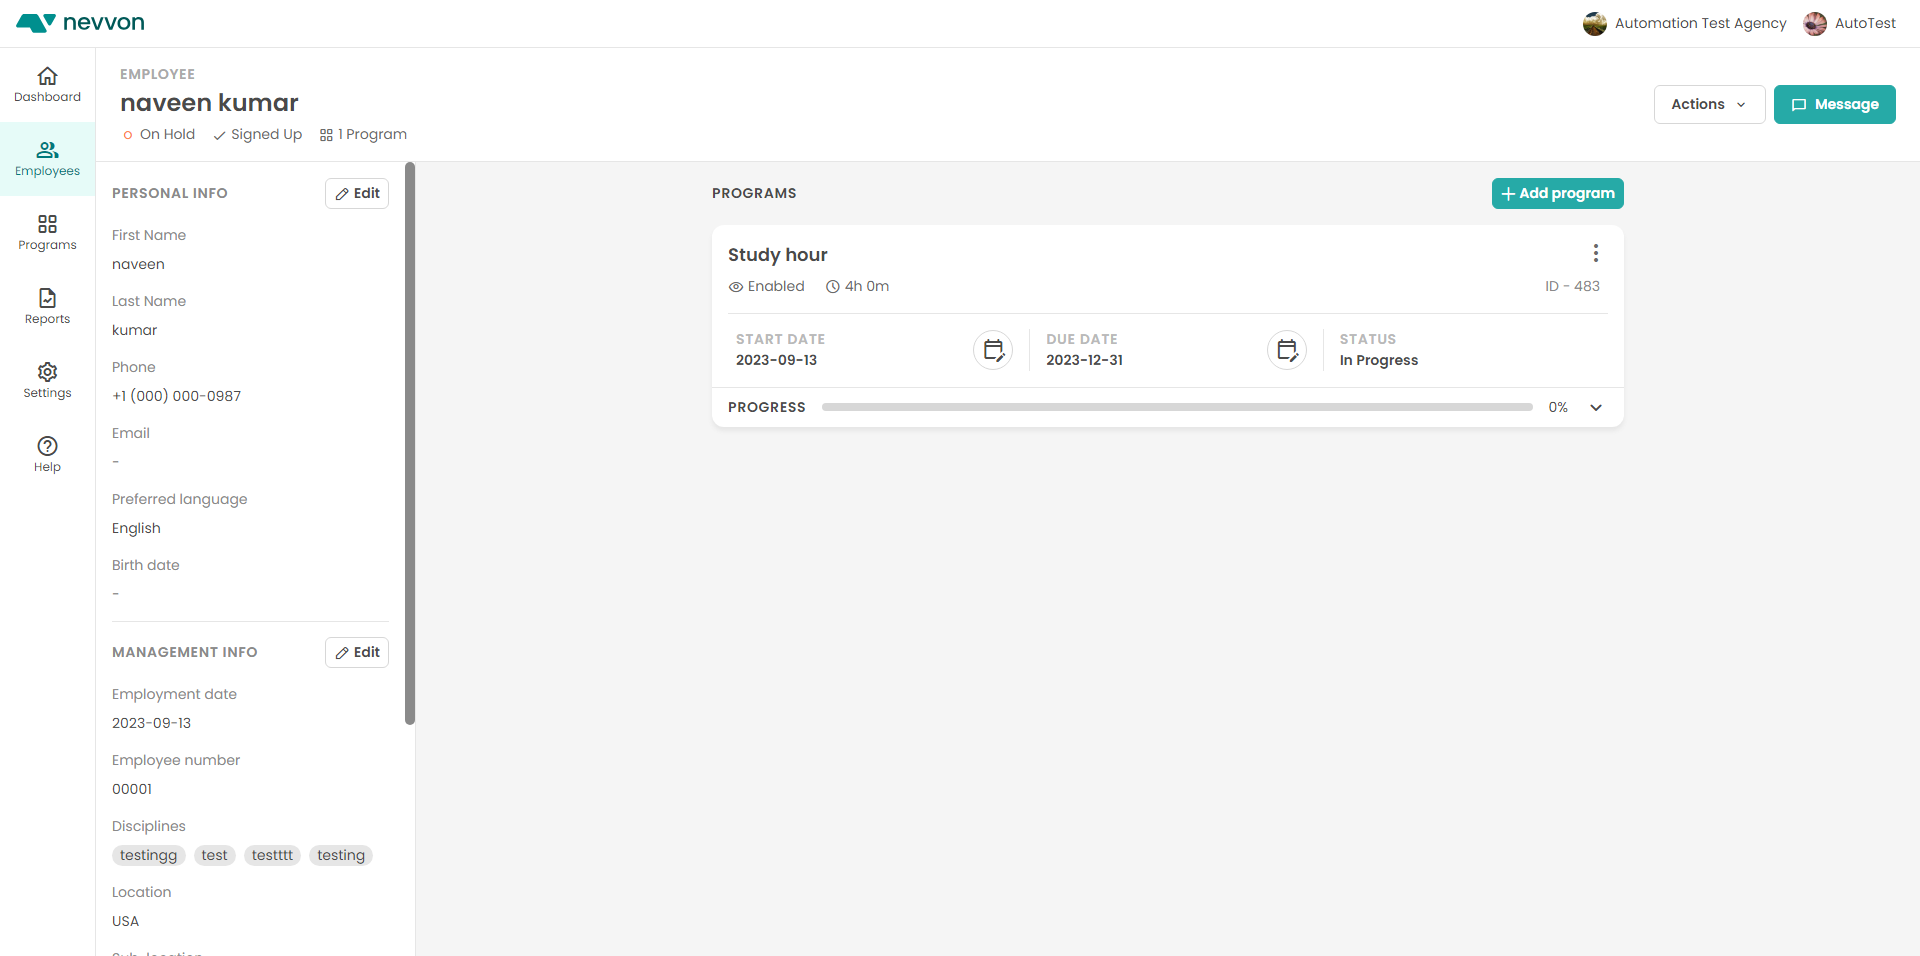 nevvon
Automation Test Agency
AutoTest
Dashboard
Employees
Programs
Reports
Settings
Help
EMPLOYEE
naveen kumar
On Hold
Signed Up
1 Program
Actions
Message
PERSONAL INFO
Edit
First Name
naveen
Last Name
kumar
Phone
+1 (000) 000-0987
Email
-
Preferred language
English
Birth date
-
MANAGEMENT INFO
Edit
Employment date
2023-09-13
Employee number
00001
Disciplines
testingg test testttt testing
Location
USA
Sub-location
PROGRAMS
Add program
Study hour
Enabled
4h 0m
ID - 483
START DATE
2023-09-13
DUE DATE
2023-12-31
STATUS
In Progress
PROGRESS
0%